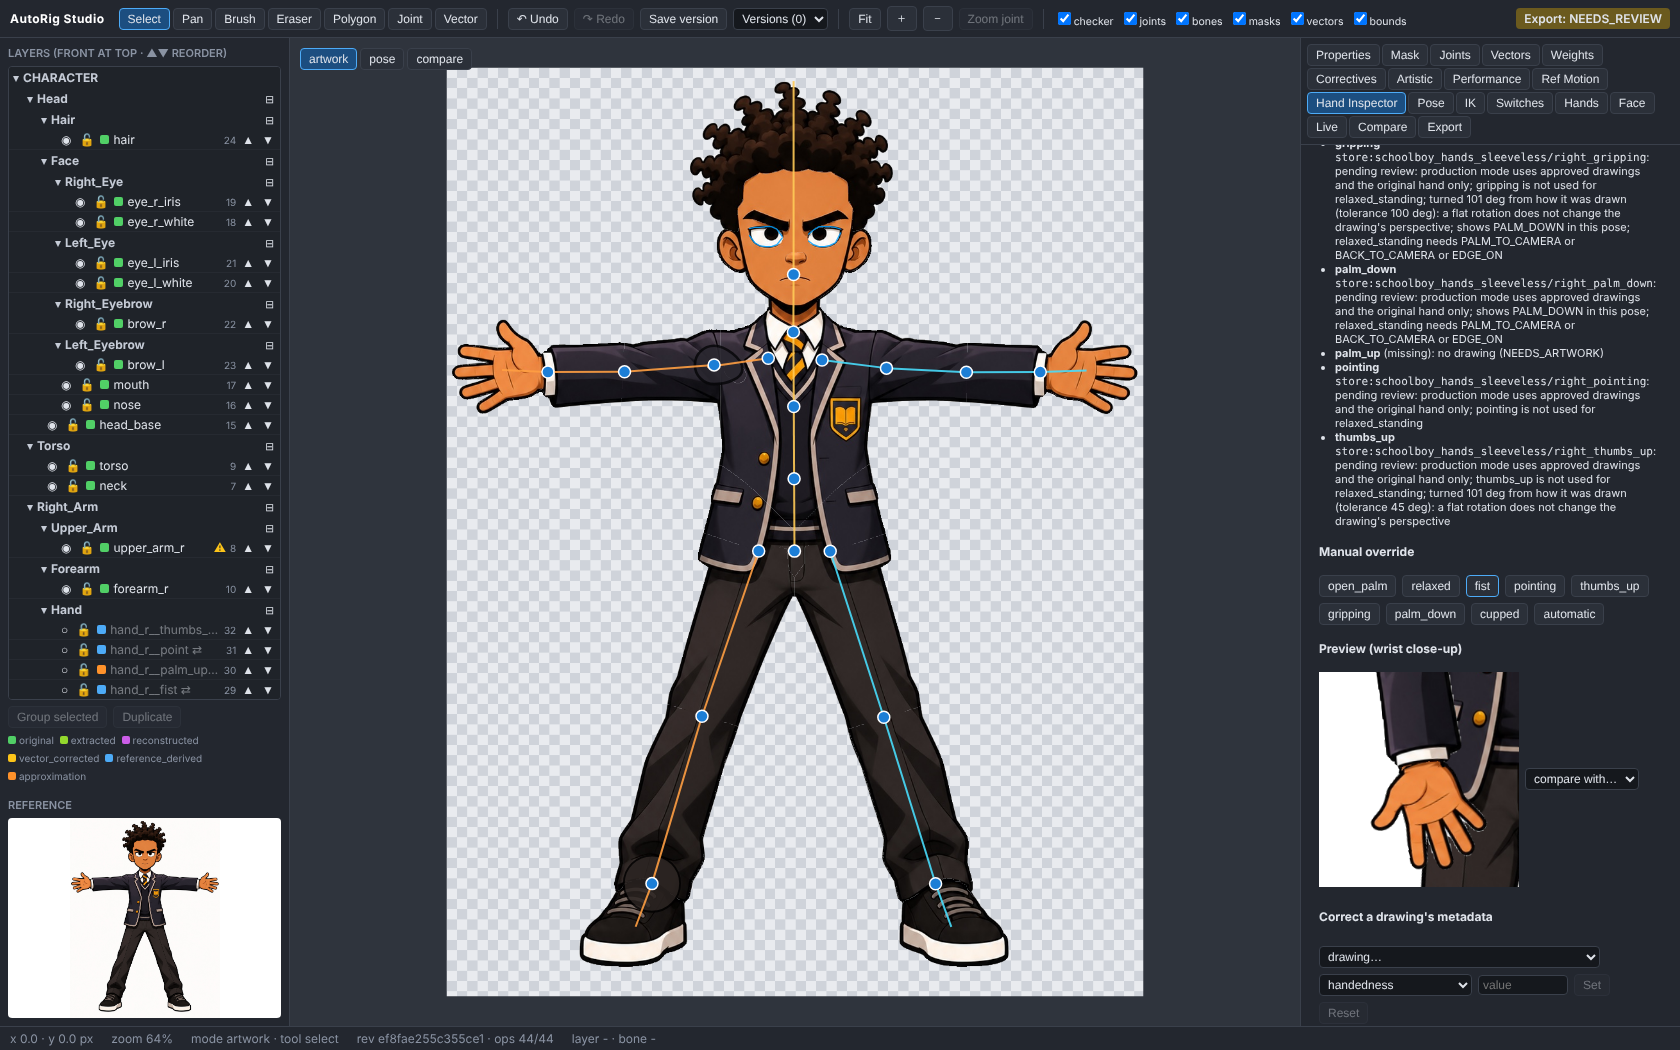 AutoRig Studio Select Pan Brush Eraser Polygon Joint Vector ↶ Undo ↷ Redo Save version Versions (0) Fit + − Zoom joint checker joints bones masks vectors bounds Export: NEEDS_REVIEW
LAYERS (FRONT AT TOP · ▲▼ REORDER)
▾ CHARACTER
▾ Head
▾ Hair
hair 24 ▲ ▼
▾ Face
▾ Right_Eye
eye_r_iris 19 ▲ ▼
eye_r_white 18 ▲ ▼
▾ Left_Eye
eye_l_iris 21 ▲ ▼
eye_l_white 20 ▲ ▼
▾ Right_Eyebrow
brow_r 22 ▲ ▼
▾ Left_Eyebrow
brow_l 23 ▲ ▼
mouth 17 ▲ ▼
nose 16 ▲ ▼
head_base 15 ▲ ▼
▾ Torso
torso 9 ▲ ▼
neck 7 ▲ ▼
▾ Right_Arm
▾ Upper_Arm
upper_arm_r 8 ▲ ▼
▾ Forearm
forearm_r 10 ▲ ▼
▾ Hand
hand_r__thumbs_... 32 ▲ ▼
hand_r__point ⇄ 31 ▲ ▼
hand_r__palm_up... 30 ▲ ▼
hand_r__fist ⇄ 29 ▲ ▼
Group selected Duplicate
original extracted reconstructed
vector_corrected reference_derived
approximation
REFERENCE
artwork pose compare
Properties Mask Joints Vectors Weights
Correctives Artistic Performance Ref Motion
Hand Inspector Pose IK Switches Hands Face
Live Compare Export
gripping
store:schoolboy_hands_sleeveless/right_gripping:
pending review: production mode uses approved drawings
and the original hand only; gripping is not used for
relaxed_standing; turned 101 deg from how it was drawn
(tolerance 100 deg): a flat rotation does not change the
drawing's perspective; shows PALM_DOWN in this pose;
relaxed_standing needs PALM_TO_CAMERA or
BACK_TO_CAMERA or EDGE_ON
palm_down
store:schoolboy_hands_sleeveless/right_palm_down:
pending review: production mode uses approved drawings
and the original hand only; shows PALM_DOWN in this pose;
relaxed_standing needs PALM_TO_CAMERA or
BACK_TO_CAMERA or EDGE_ON
palm_up (missing): no drawing (NEEDS_ARTWORK)
pointing
store:schoolboy_hands_sleeveless/right_pointing:
pending review: production mode uses approved drawings
and the original hand only; pointing is not used for
relaxed_standing
thumbs_up
store:schoolboy_hands_sleeveless/right_thumbs_up:
pending review: production mode uses approved drawings
and the original hand only; thumbs_up is not used for
relaxed_standing; turned 101 deg from how it was drawn
(tolerance 45 deg): a flat rotation does not change the
drawing's perspective
Manual override
open_palm relaxed fist pointing thumbs_up
gripping palm_down cupped automatic
Preview (wrist close-up)
compare with...
Correct a drawing's metadata
drawing...
handedness value Set
Reset
x 0.0 · y 0.0 px zoom 64% mode artwork · tool select rev ef8fae255c355ce1 · ops 44/44 layer - · bone -